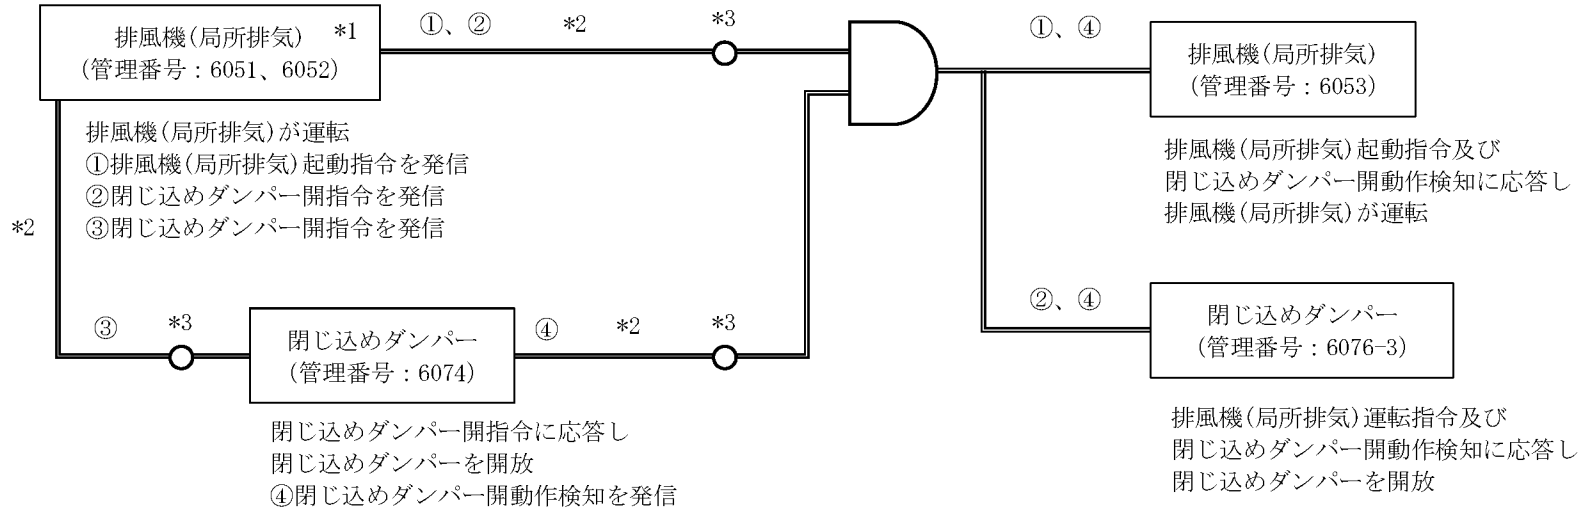 排風機(局所排気) *1
(管理番号：6051、6052)
①、② *2 *3
排風機(局所排気)が運転
①排風機(局所排気)起動指令を発信
②閉じ込めダンパー開指令を発信
③閉じ込めダンパー開指令を発信
*2
③ *3
閉じ込めダンパー
(管理番号：6074)
④ *2 *3
閉じ込めダンパー開指令に応答し
閉じ込めダンパーを開放
④閉じ込めダンパー開動作検知を発信
①、④
排風機(局所排気)
(管理番号：6053)
排風機(局所排気)起動指令及び
閉じ込めダンパー開動作検知に応答し
排風機(局所排気)が運転
②、④
閉じ込めダンパー
(管理番号：6076-3)
排風機(局所排気)運転指令及び
閉じ込めダンパー開動作検知に応答し
閉じ込めダンパーを開放